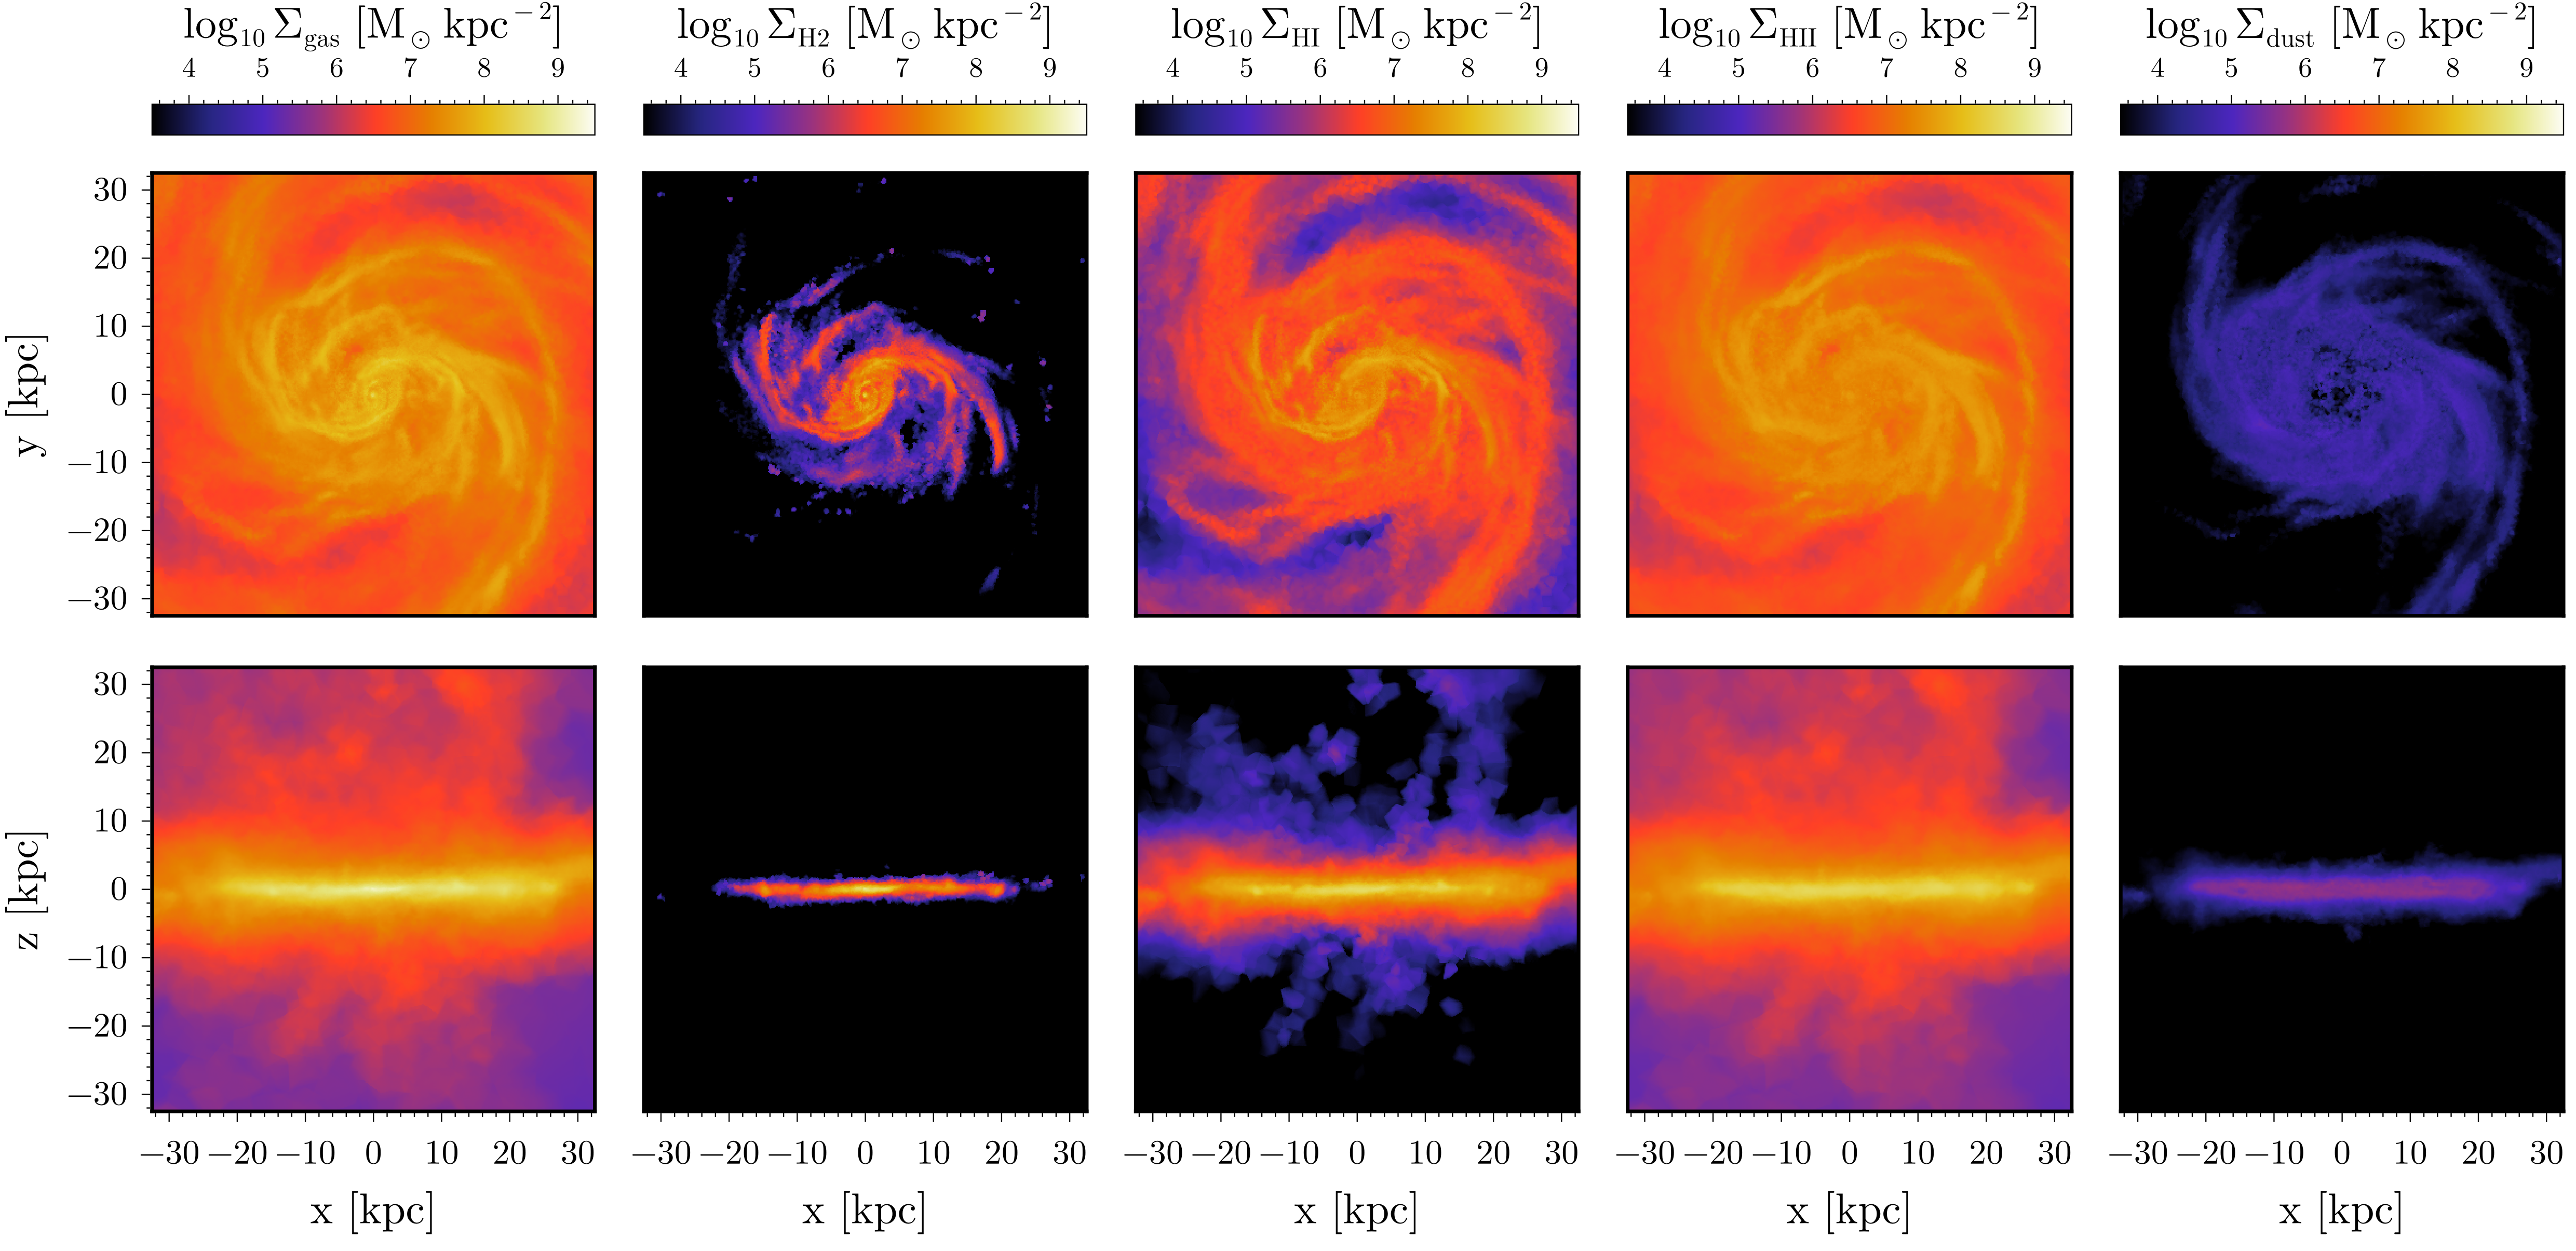 log₁₀ Σgas [M⊙ kpc⁻²] log₁₀ ΣH2 [M⊙ kpc⁻²] log₁₀ ΣHI [M⊙ kpc⁻²] log₁₀ ΣHII [M⊙ kpc⁻²] log₁₀ Σdust [M⊙ kpc⁻²]
4 5 6 7 8 9 4 5 6 7 8 9 4 5 6 7 8 9 4 5 6 7 8 9 4 5 6 7 8 9
30
20
10
0
−10
−20
−30
y [kpc]
30
20
10
0
−10
−20
−30
z [kpc]
−30 −20 −10 0 10 20 30 −30 −20 −10 0 10 20 30 −30 −20 −10 0 10 20 30 −30 −20 −10 0 10 20 30 −30 −20 −10 0 10 20 30
x [kpc] x [kpc] x [kpc] x [kpc] x [kpc]